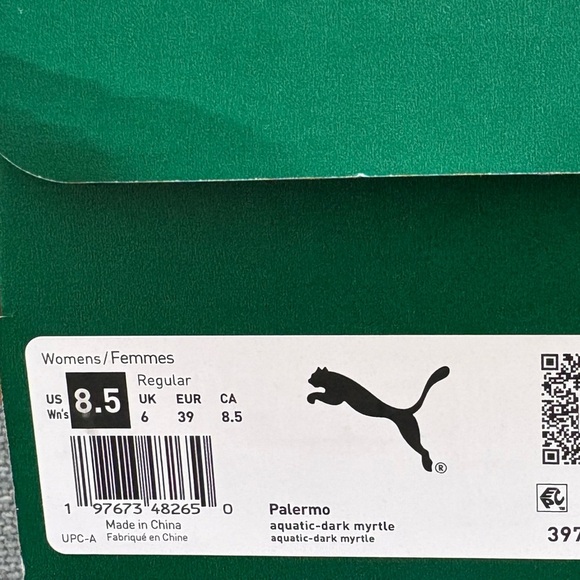 Womens/Femmes
Regular
US UK EUR CA
Wn's 8.5 6 39 8.5
1 97673 48265 0
Made in China
UPC-A Fabriqué en Chine
®
Palermo
aquatic-dark myrtle
aquatic-dark myrtle
397